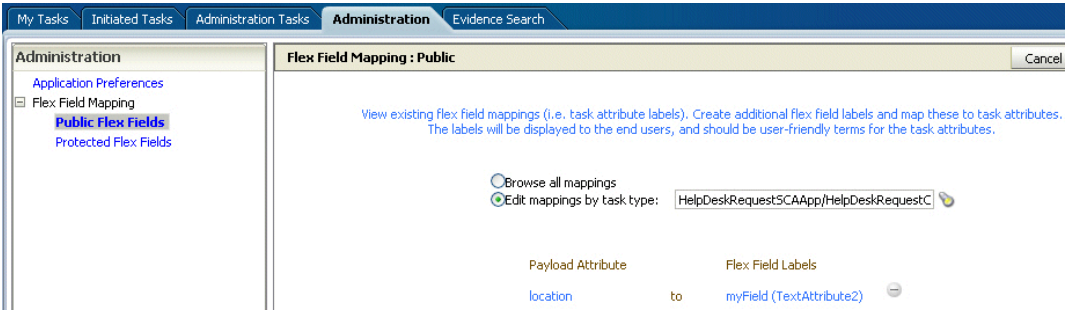 My Tasks Initiated Tasks Administration Tasks Administration Evidence Search
Administration
Application Preferences
Flex Field Mapping
Public Flex Fields
Protected Flex Fields
Flex Field Mapping : Public Cancel
View existing flex field mappings (i.e. task attribute labels). Create additional flex field labels and map these to task attributes.
The labels will be displayed to the end users, and should be user-friendly terms for the task attributes.
Browse all mappings
Edit mappings by task type: HelpDeskRequestSCAApp/HelpDeskRequestC
Payload Attribute Flex Field Labels
location to myField (TextAttribute2)